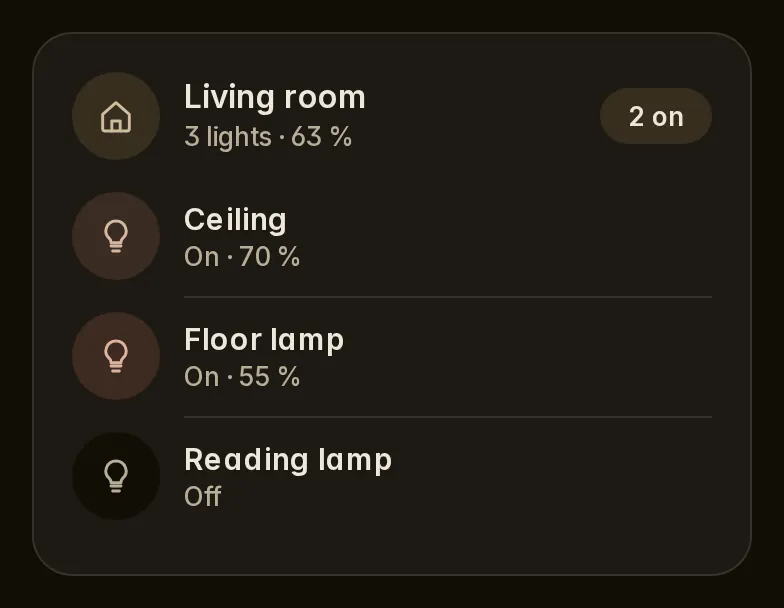 Living room
3 lights · 63 %
2 on
Ceiling
On · 70 %
Floor lamp
On · 55 %
Reading lamp
Off